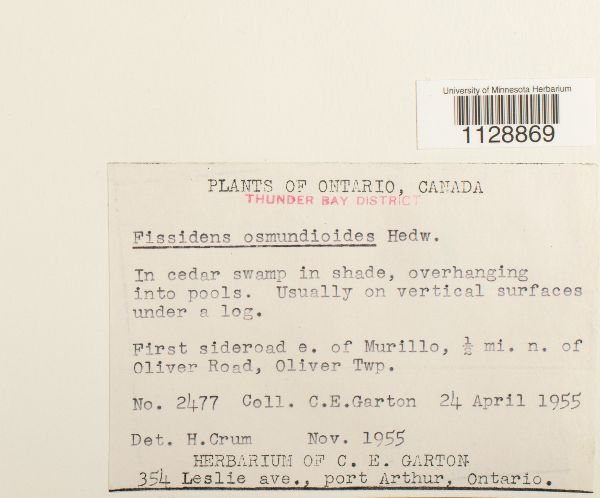 University of Minnesota Herbarium
1128869
PLANTS OF ONTARIO, CANADA
THUNDER BAY DISTRICT
Fissidens osmundioides Hedw.
In cedar swamp in shade, overhanging
into pools. Usually on vertical surfaces
under a log.
First sideroad e. of Murillo, ½ mi. n. of
Oliver Road, Oliver Twp.
No. 2477 Coll. C.E.Garton 24 April 1955
Det. H.Crum Nov. 1955
HERBARIUM OF C. E. GARTON
354 Leslie ave., port Arthur, Ontario.